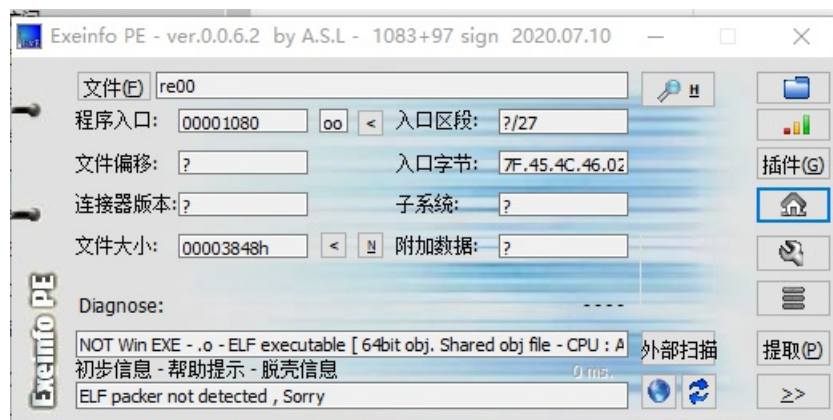 Exeinfo PE - ver.0.0.6.2 by A.S.L - 1083+97 sign 2020.07.10
文件(F) re00 H
程序入口: 00001080 oo < 入口区段: ?/27
文件偏移: ? 入口字节: 7F.45.4C.46.02 插件(G)
连接器版本: ? 子系统: ?
文件大小: 00003848h < N 附加数据: ?
Diagnose: ----
NOT Win EXE - .o - ELF executable [ 64bit obj. Shared obj file - CPU : A 外部扫描 提取(P)
初步信息 - 帮助提示 - 脱壳信息 0 ms.
ELF packer not detected , Sorry >>
Exeinfo PE